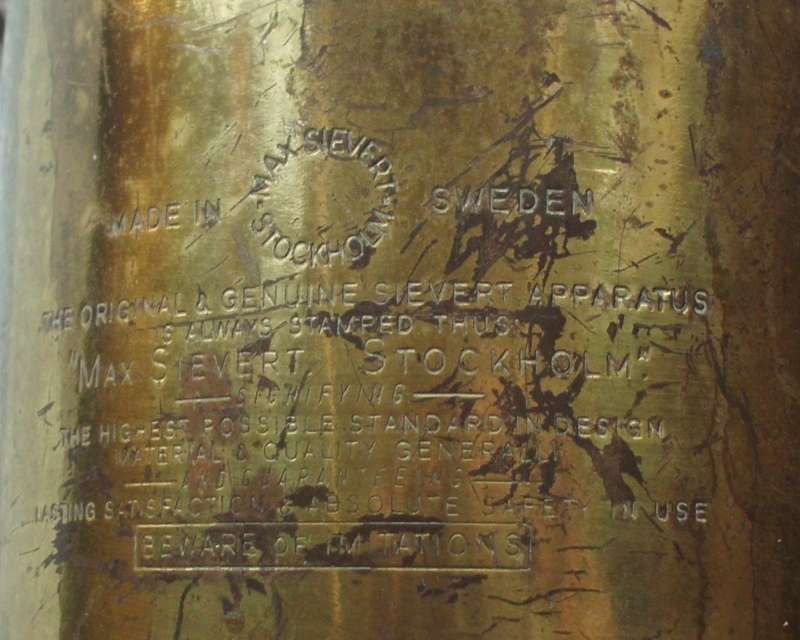 MADE IN MAX SIEVERT STOCKHOLM SWEDEN
THE ORIGINAL & GENUINE SIEVERT APPARATUS
IS ALWAYS STAMPED THUS:
"MAX SIEVERT STOCKHOLM"
SIGNIFYNIG
THE HIGHEST POSSIBLE STANDARD IN DESIGN,
MATERIAL & QUALITY GENERALLY
AND GUARANTEEING
LASTING SATISFACTION & ABSOLUTE SAFETY IN USE
BEWARE OF IMITATIONS